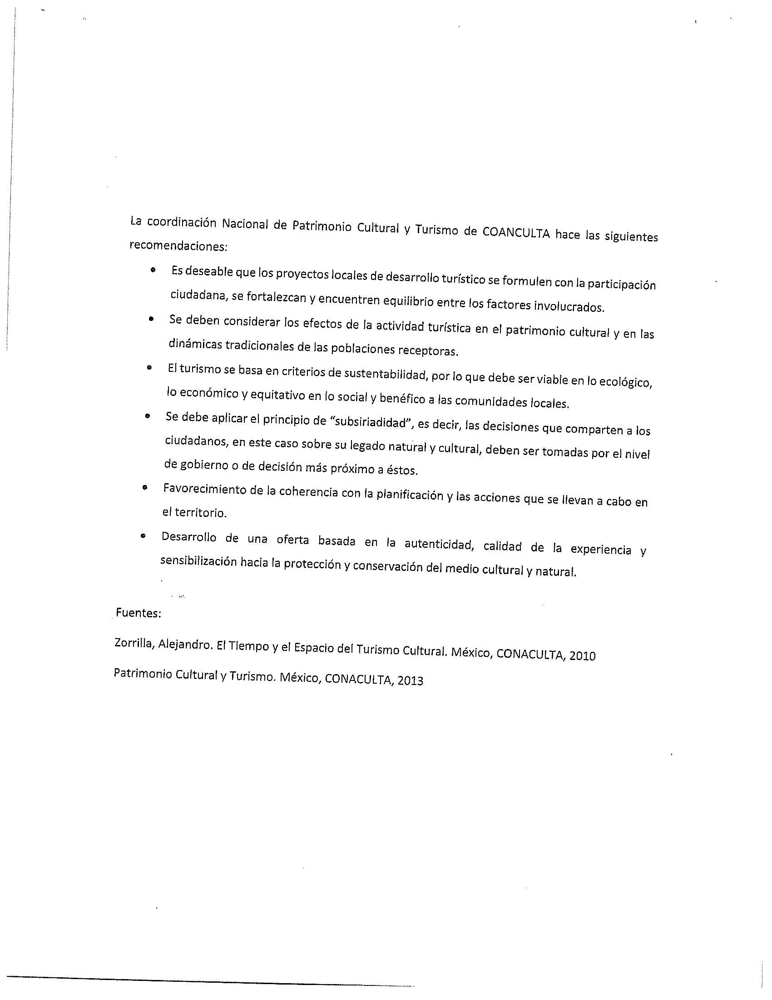 La coordinación Nacional de Patrimonio Cultural y Turismo de COANCULTA hace las siguientes
recomendaciones:
• Es deseable que los proyectos locales de desarrollo turístico se formulen con la participación
ciudadana, se fortalezcan y encuentren equilibrio entre los factores involucrados.
• Se deben considerar los efectos de la actividad turística en el patrimonio cultural y en las
dinámicas tradicionales de las poblaciones receptoras.
• El turismo se basa en criterios de sustentabilidad, por lo que debe ser viable en lo ecológico,
lo económico y equitativo en lo social y benéfico a las comunidades locales.
• Se debe aplicar el principio de “subsiriadidad”, es decir, las decisiones que comparten a los
ciudadanos, en este caso sobre su legado natural y cultural, deben ser tomadas por el nivel
de gobierno o de decisión más próximo a éstos.
• Favorecimiento de la coherencia con la planificación y las acciones que se llevan a cabo en
el territorio.
• Desarrollo de una oferta basada en la autenticidad, calidad de la experiencia y
sensibilización hacia la protección y conservación del medio cultural y natural.
Fuentes:
Zorrilla, Alejandro. El Tiempo y el Espacio del Turismo Cultural. México, CONACULTA, 2010
Patrimonio Cultural y Turismo. México, CONACULTA, 2013